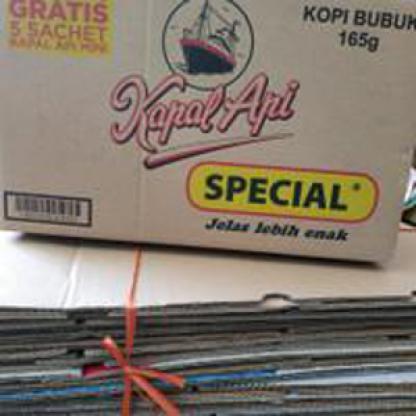 GRATIS
5 SACHET
KAPAL API MINI
KOPI BUBUK
165g
Kapal Api
SPECIAL
Jelas lebih enak